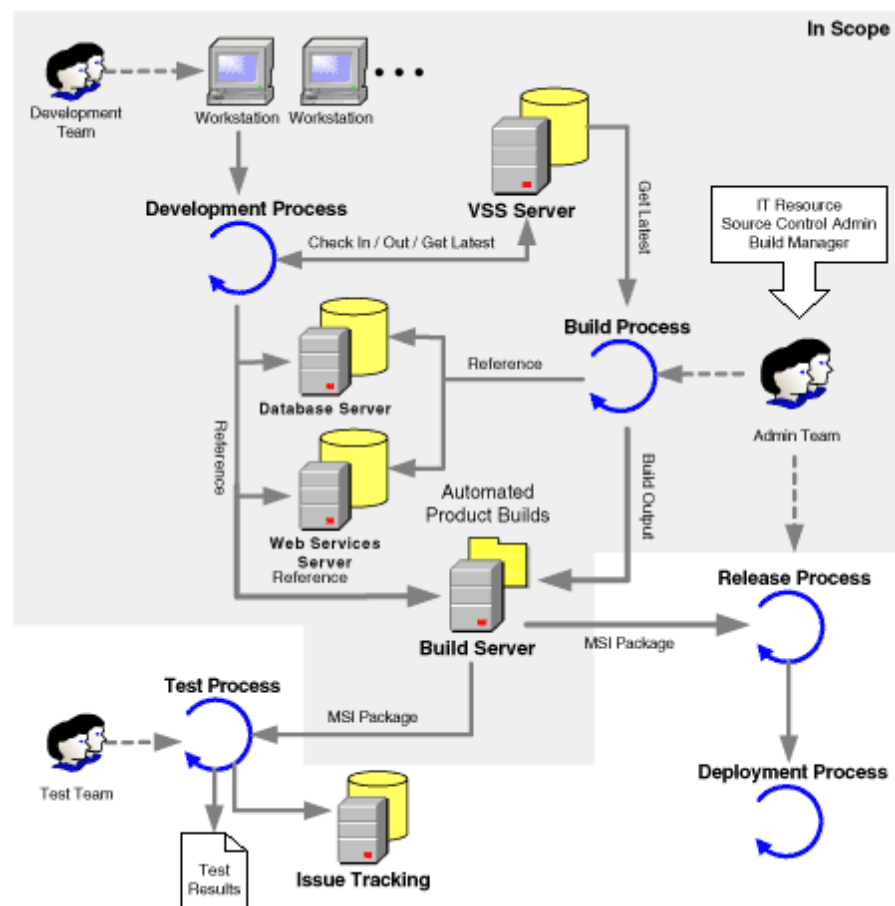 In Scope
Development
Team
Workstation
Workstation
VSS Server
Get Latest
IT Resource
Source Control Admin
Build Manager
Development Process
Check In / Out / Get Latest
Build Process
Reference
Database Server
Admin Team
Reference
Build Output
Automated
Product Builds
Web Services
Server
Reference
Release Process
Build Server
MSI Package
Test Process
MSI Package
Test Team
Deployment Process
Test
Results
Issue Tracking